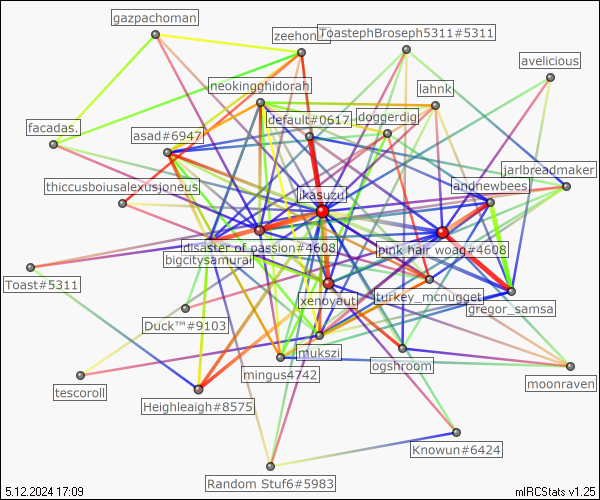 gazpachoman
zeehon
ToastephBroseph5311#5311
avelicious
neokingghidorah
lahnk
default#0617
doggerdig
facadas.
asad#6947
jarlbreadmaker
thiccusboiusalexisjoneus
andnewbees
ikasuzu
disaster of passion#4608
pink hair woag#4608
bigcitysamurai
Toast#5311
xenoyaut
turkey_mcnugget
gregor_samsa
Duck™#9103
mukszi
mingus4742
ogshroom
moonraven
tescoroll
Heighleaigh#8575
Knowun#6424
Random Stuf6#5983
5.12.2024 17:09
mIRCStats v1.25